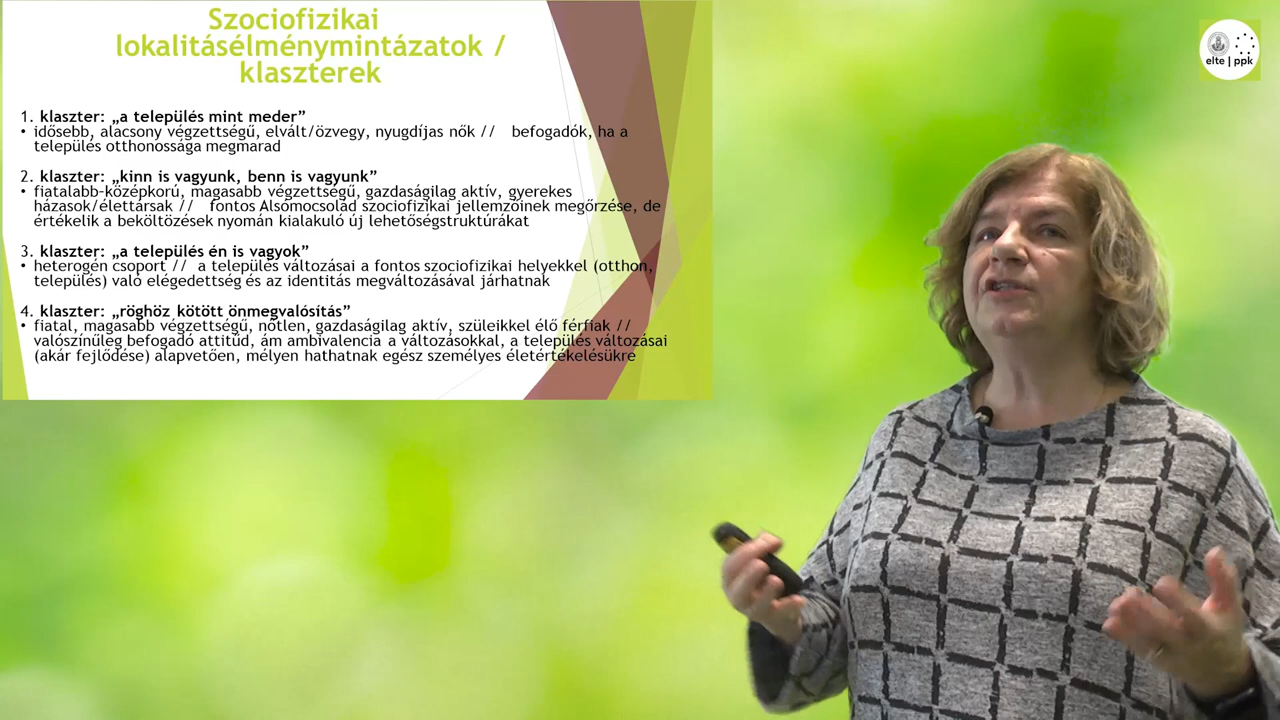 Szociofizikai
lokalitásélménymintázatok /
klaszterek
1. klaszter: „a település mint meder”
• idősebb, alacsony végzettségű, elvált/özvegy, nyugdíjas nők // befogadók, ha a
település otthonossága megmarad
2. klaszter: „kinn is vagyunk, benn is vagyunk”
• fiatalabb-középkorú, magasabb végzettségű, gazdaságilag aktív, gyerekes
házasok/élettársak // fontos Alsómocsolád szociofizikai jellemzőinek megőrzése, de
értékelik a beköltözések nyomán kialakuló új lehetőségstruktúrákat
3. klaszter: „a település én is vagyok”
• heterogén csoport // a település változásai a fontos szociofizikai helyekkel (otthon,
település) való elégedettség és az identitás megváltozásával járhatnak
4. klaszter: „röghöz kötött önmegvalósítás”
• fiatal, magasabb végzettségű, nőtlen, gazdaságilag aktív, szüleikkel élő férfiak //
valószínűleg befogadó attitűd, ám ambivalencia a változásokkal, a település változásai
(akár fejlődése) alapvetően, mélyen hathatnak egész személyes életértékelésükre
elte | ppk